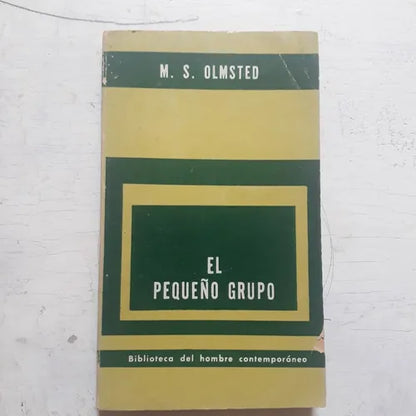 M. S. OLMSTED
EL
PEQUEÑO GRUPO
Biblioteca del hombre contemporáneo